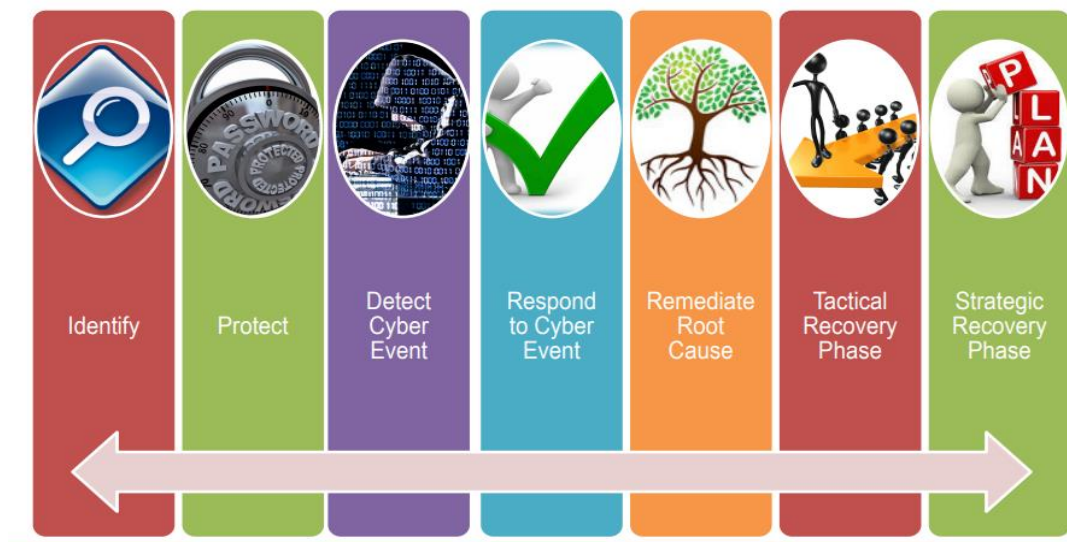 PASSWORD PROTECTED
PROTECTED
P
L
A A
N
Identify
Protect
Detect
Cyber
Event
Respond
to Cyber
Event
Remediate
Root
Cause
Tactical
Recovery
Phase
Strategic
Recovery
Phase